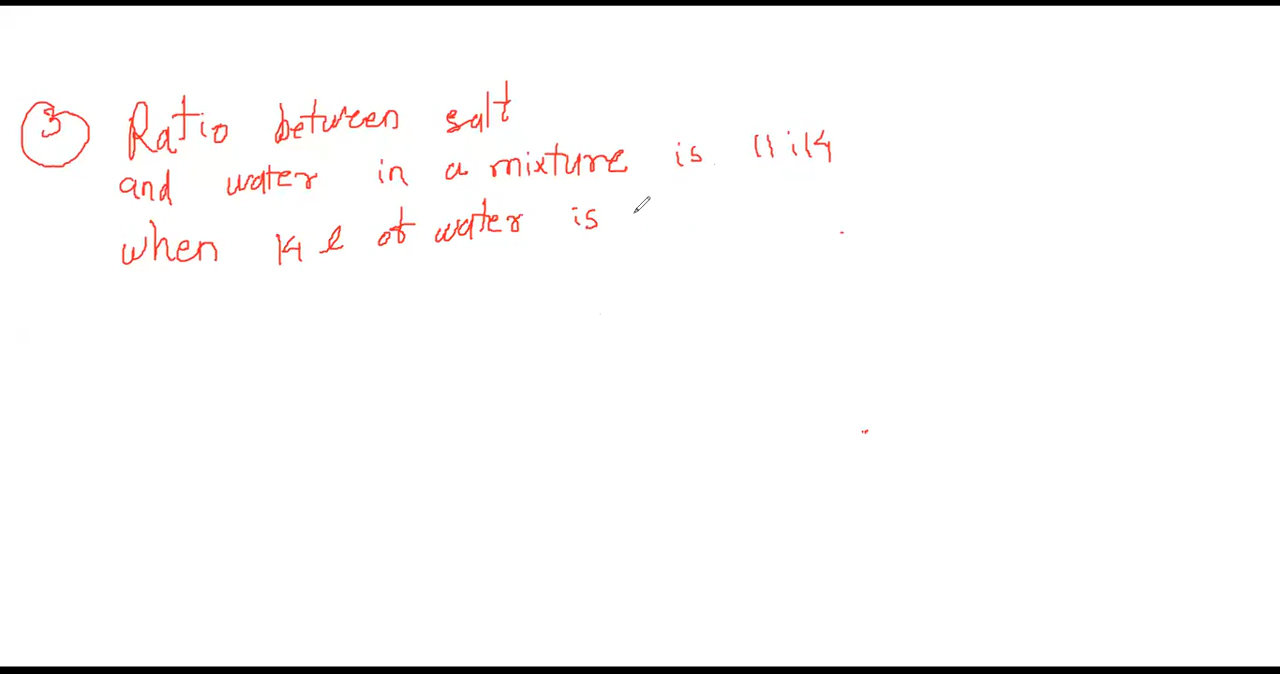 3 Ratio between salt
and water in a mixture is 11:14
when 14 l of water is